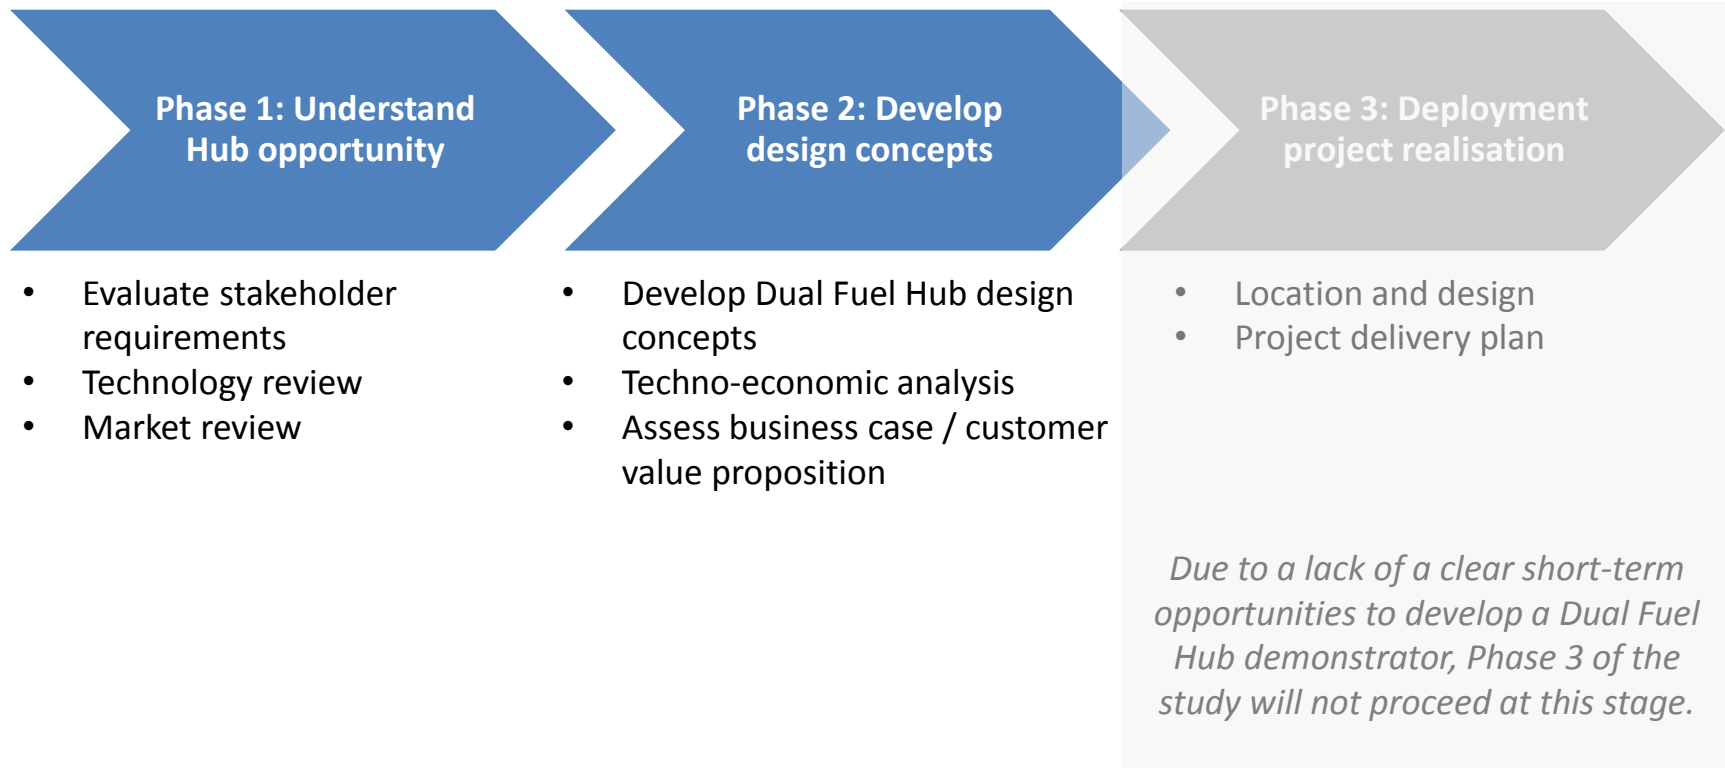 Phase 1: Understand
Hub opportunity
• Evaluate stakeholder
requirements
• Technology review
• Market review
Phase 2: Develop
design concepts
• Develop Dual Fuel Hub design
concepts
• Techno-economic analysis
• Assess business case / customer
value proposition
Phase 3: Deployment
project realisation
• Location and design
• Project delivery plan
Due to a lack of a clear short-term
opportunities to develop a Dual Fuel
Hub demonstrator, Phase 3 of the
study will not proceed at this stage.